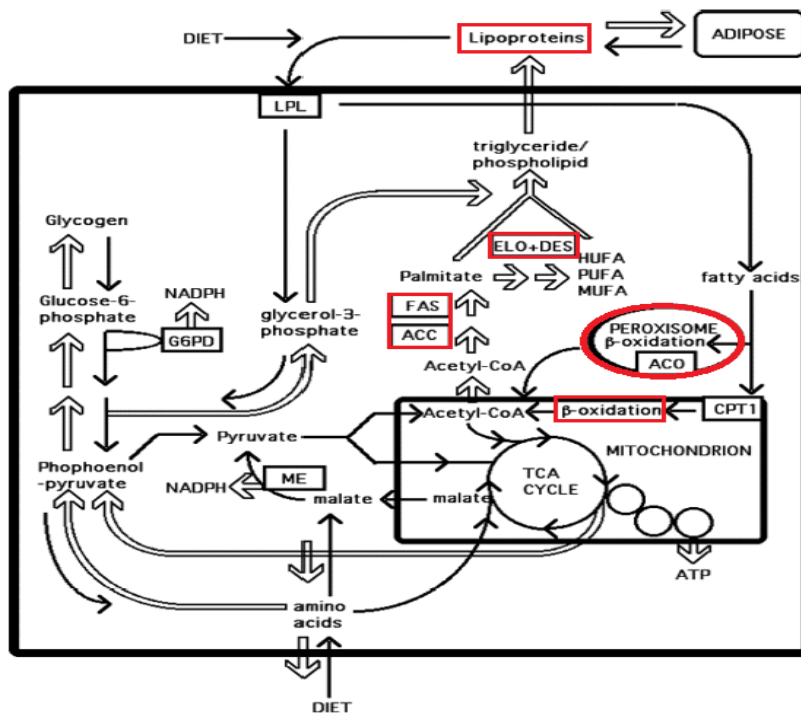 DIET
Lipoproteins
ADIPOSE
LPL
triglyceride/
phospholipid
Glycogen
ELO+DES
HUFA
PUFA
MUFA
Palmitate
fatty acids
NADPH
Glucose-6-
phosphate
glycerol-3-
phosphate
FAS
G6PD
ACC
PEROXISOME
β-oxidation
ACO
Acetyl-CoA
Acetyl-CoA
β-oxidation
CPT1
Pyruvate
MITOCHONDRION
Phophoenol
-pyruvate
ME
NADPH
malate
malate
TCA
CYCLE
ATP
amino
acids
DIET